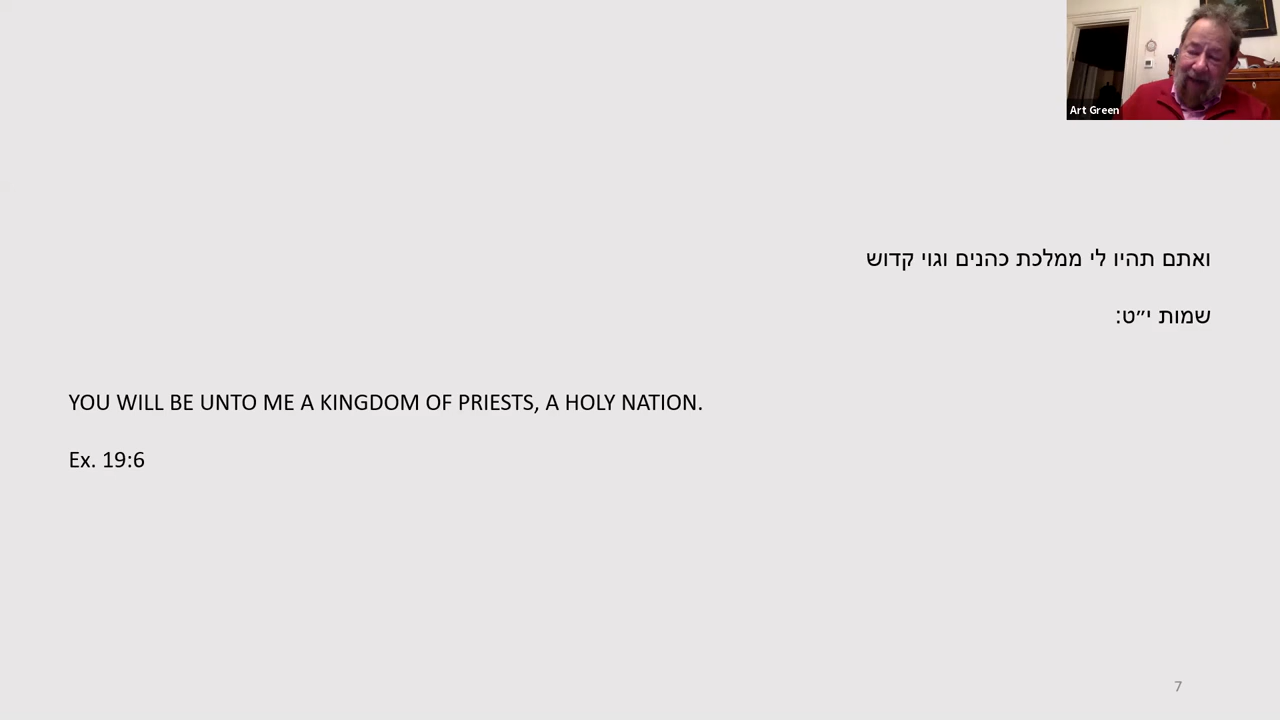 Art Green
ואתם תהיו לי ממלכת כהנים וגוי קדוש
שמות י״ט:
YOU WILL BE UNTO ME A KINGDOM OF PRIESTS, A HOLY NATION.
Ex. 19:6
7